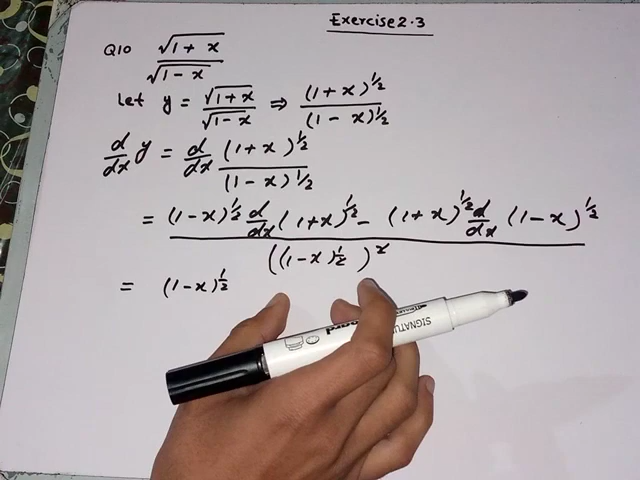 Exercise 2.3
Q10 √(1+x) / √(1-x)
Let y = √(1+x) / √(1-x) ⇒ (1+x)^½ / (1-x)^½
d/dx y = d/dx (1+x)^½ / (1-x)^½
= (1-x)^½ d/dx (1+x)^½ - (1+x)^½ d/dx (1-x)^½ / ((1-x)^½)^2
= (1-x)^½
SIGNATU